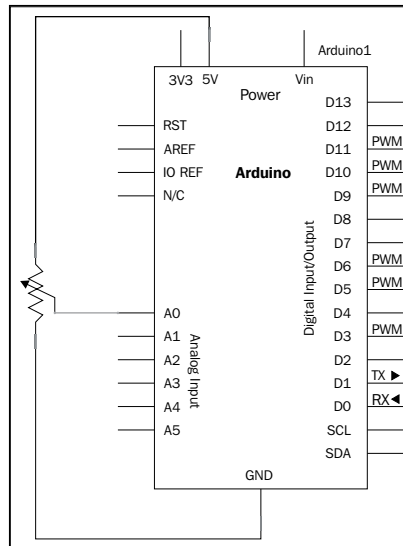 Arduino1
3V3 5V Vin
Power
Arduino
RST
AREF
IO REF
N/C
A0
A1
A2
A3
A4
A5
Analog Input
D13
D12
D11 PWM
D10 PWM
D9 PWM
D8
D7
D6 PWM
D5 PWM
D4
D3 PWM
D2
D1 TX
D0 RX
SCL
SDA
Digital Input/Output
GND